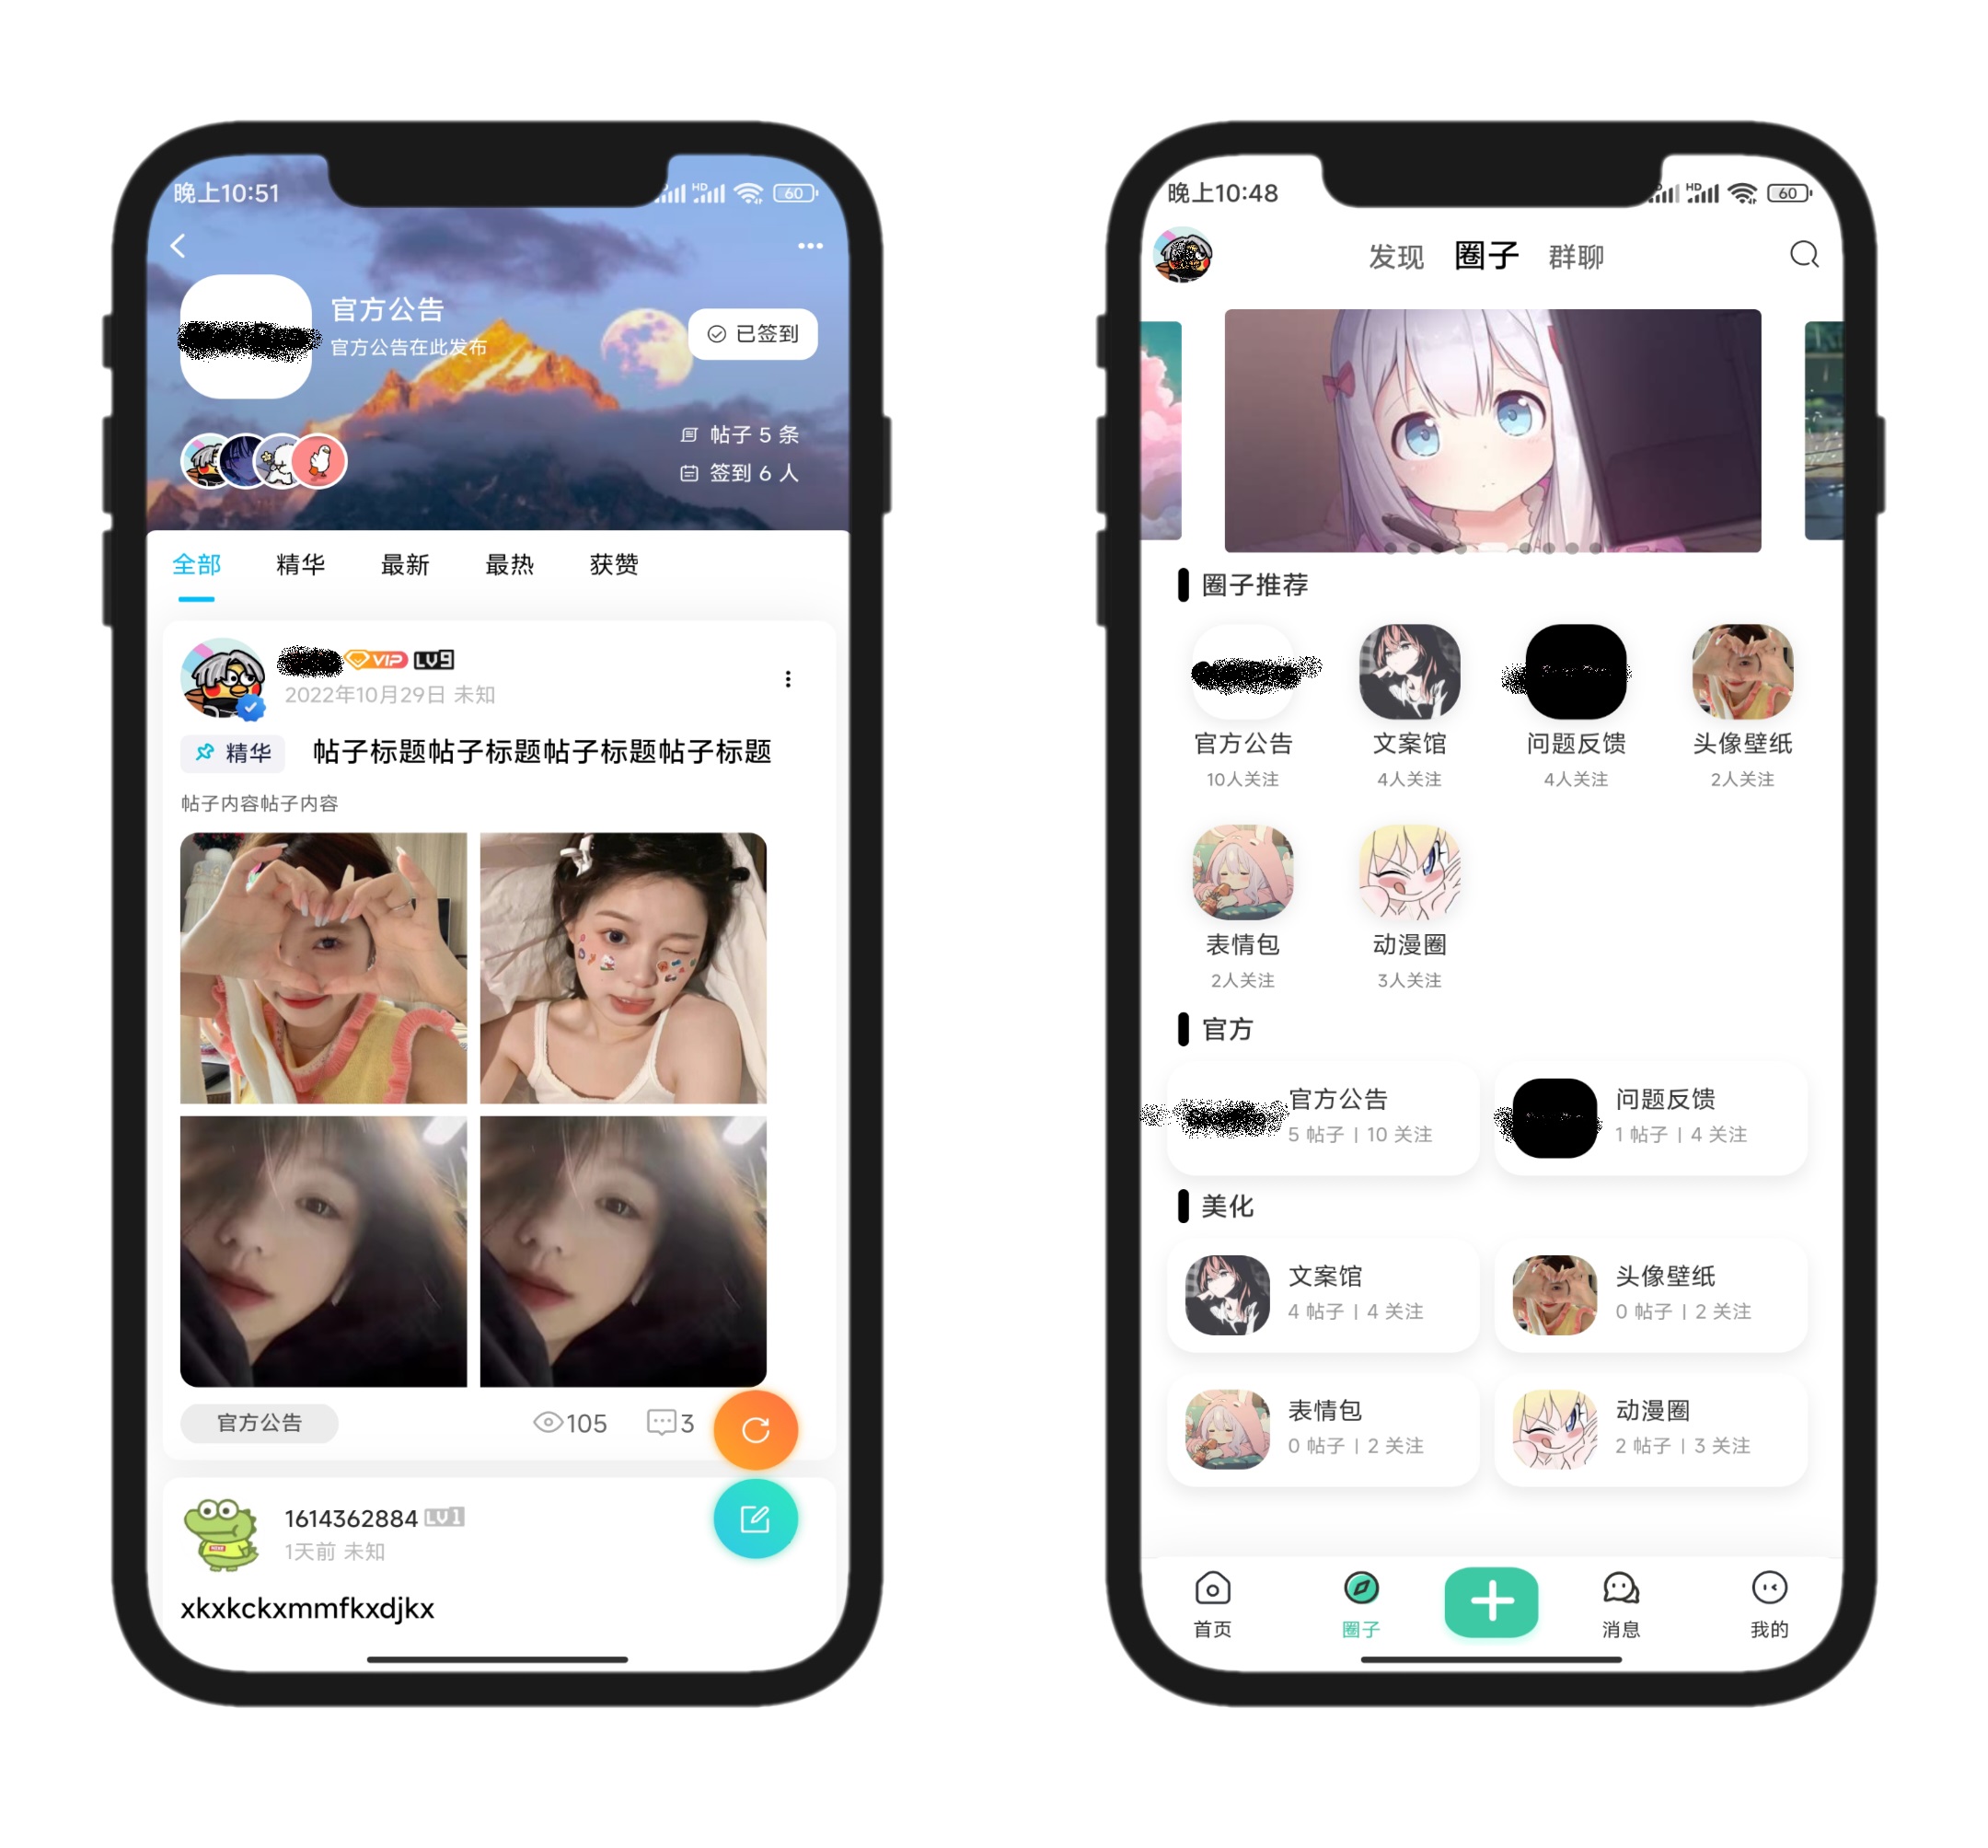 晚上10:51
HD
60
官方公告
官方公告在此发布
已签到
帖子 5 条
签到 6 人
全部 精华 最新 最热 获赞
VIP LV9
2022年10月29日 未知
精华 帖子标题帖子标题帖子标题帖子标题
帖子内容帖子内容
官方公告 105 3
1614362884 LV1
1天前 未知
xkxkckxmmfkxdjkx
晚上10:48
HD
60
发现 圈子 群聊
圈子推荐
官方公告 文案馆 问题反馈 头像壁纸
10人关注 4人关注 4人关注 2人关注
表情包 动漫圈
2人关注 3人关注
官方
官方公告 问题反馈
5 帖子 | 10 关注 1 帖子 | 4 关注
美化
文案馆 头像壁纸
4 帖子 | 4 关注 0 帖子 | 2 关注
表情包 动漫圈
0 帖子 | 2 关注 2 帖子 | 3 关注
首页 圈子 消息 我的